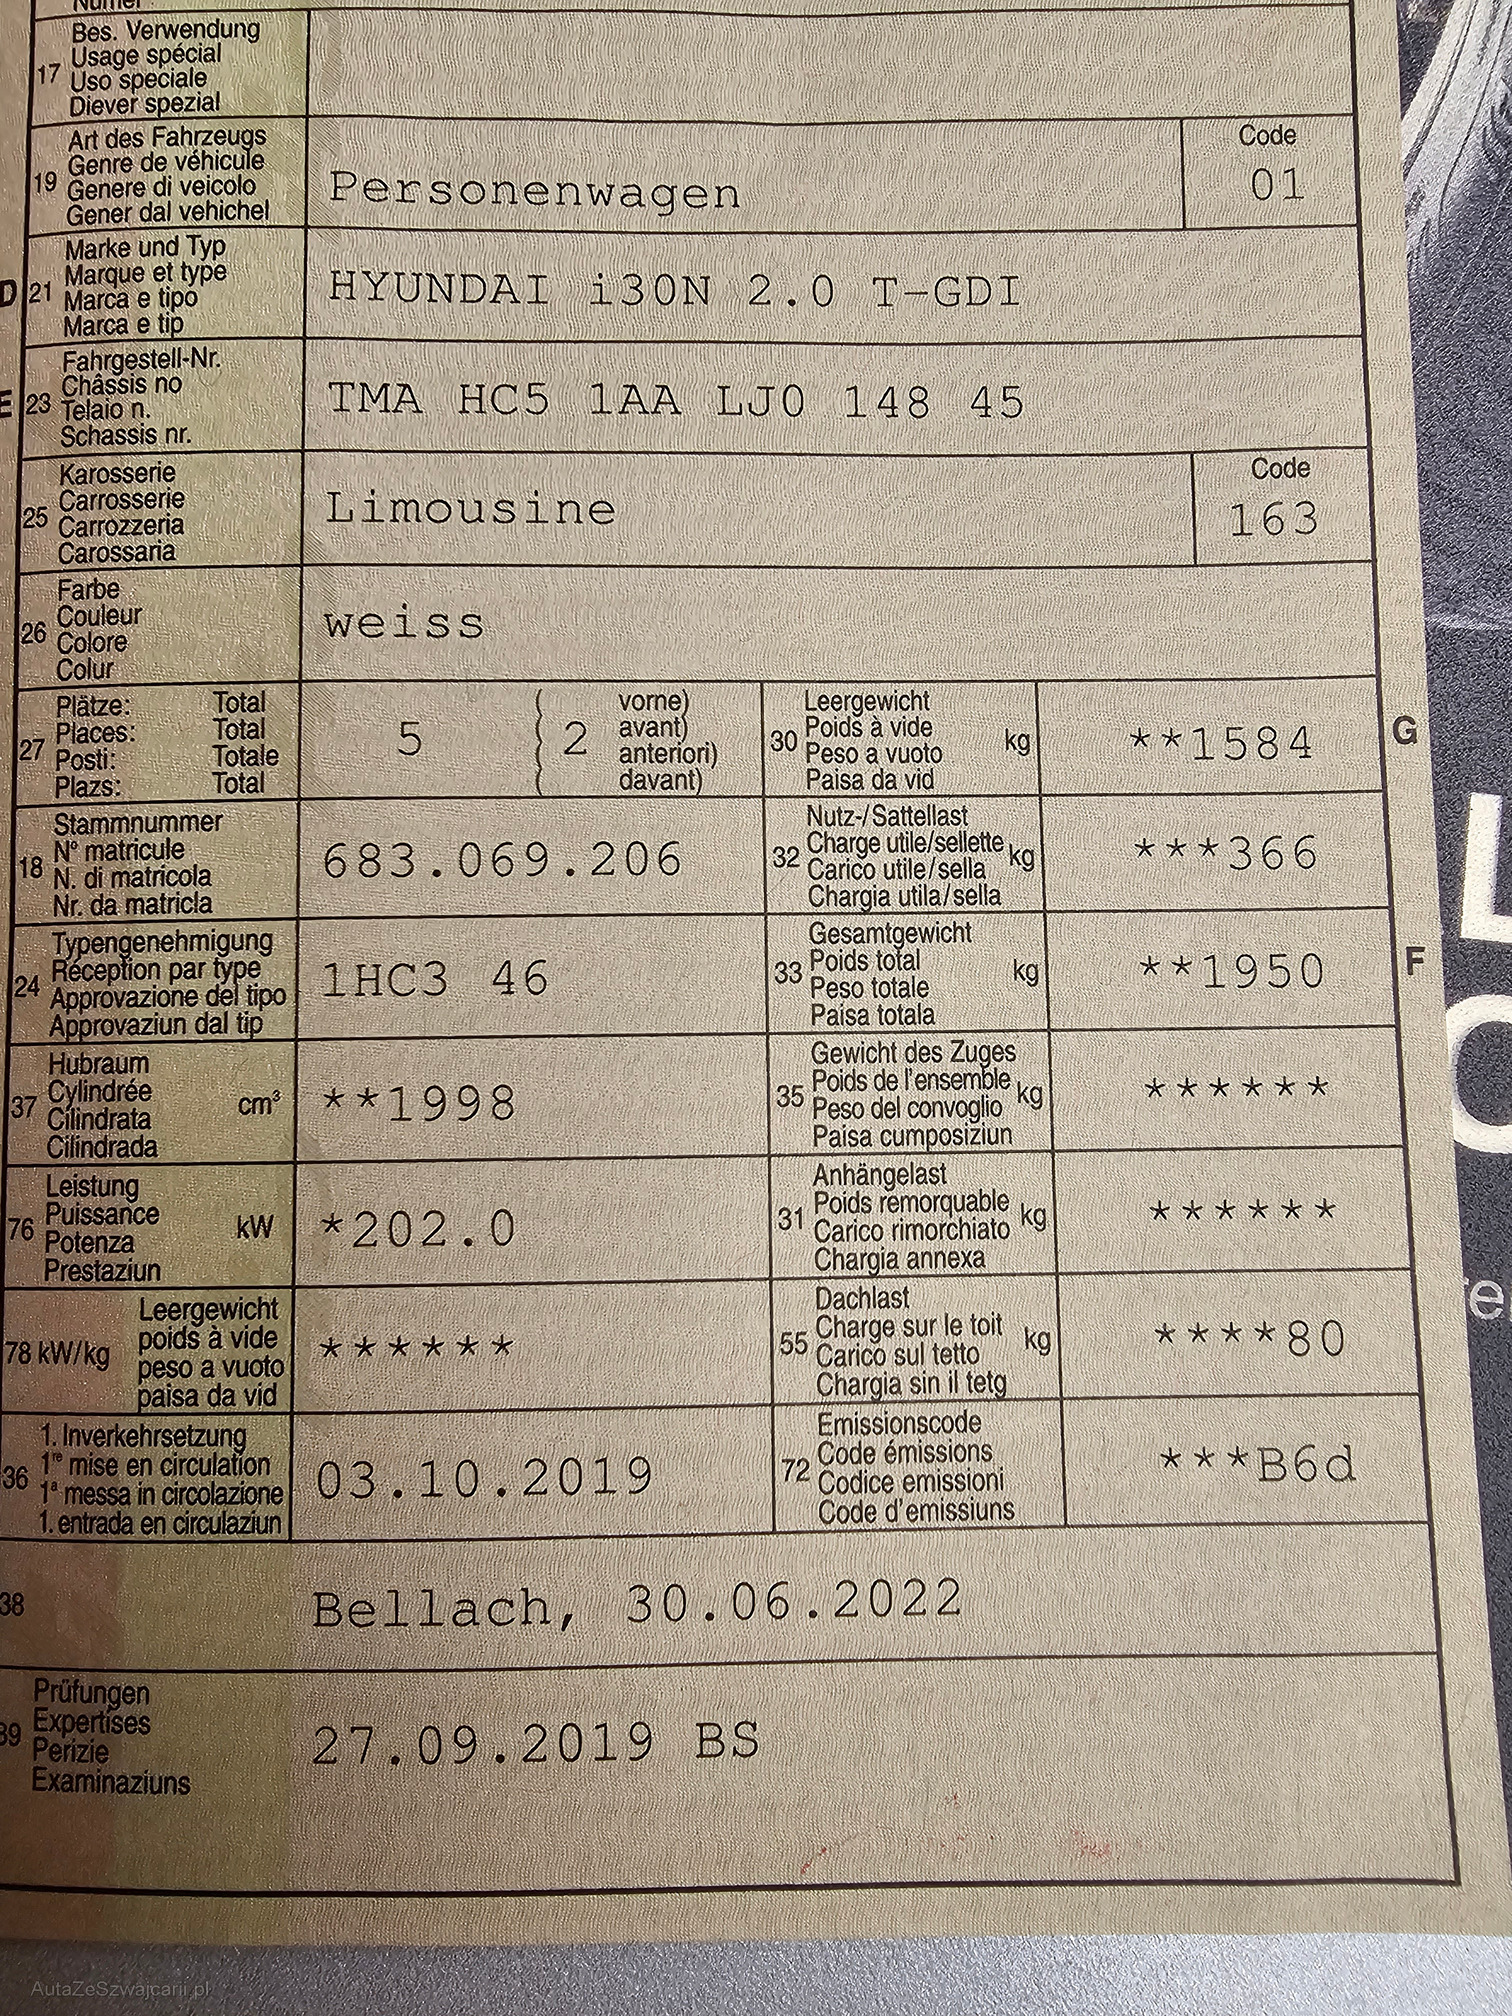 17 Bes. Verwendung
Usage spécial
Uso speciale
Diever spezial
19 Art des Fahrzeugs
Genre de véhicule
Genere di veicolo
Gener dal vehichel
Personenwagen
Code
01
D 21 Marke und Typ
Marque et type
Marca e tipo
Marca e tip
HYUNDAI i30N 2.0 T-GDI
E 23 Fahrgestell-Nr.
Châssis no
Telaio n.
Schassis nr.
TMA HC5 1AA LJ0 148 45
25 Karosserie
Carrosserie
Carrozzeria
Carossaria
Limousine
Code
163
26 Farbe
Couleur
Colore
Colur
weiss
27 Plätze: Total
Places: Total
Posti: Totale
Plazs: Total
5
( 2 vorne)
avant)
anteriori)
davant)
30 Leergewicht
Poids à vide
Peso a vuoto kg
Paisa da vid
**1584
G
18 Stammnummer
N° matricule
N. di matricola
Nr. da matricla
683.069.206
32 Nutz-/Sattellast
Charge utile/sellette kg
Carico utile/sella
Chargia utila/sella
***366
24 Typengenehmigung
Réception par type
Approvazione del tipo
Approvaziun dal tip
1HC3 46
33 Gesamtgewicht
Poids total kg
Peso totale
Paisa totala
**1950
F
37 Hubraum
Cylindrée cm³
Cilindrata
Cilindrada
**1998
35 Gewicht des Zuges
Poids de l'ensemble kg
Peso del convoglio
Paisa cumposiziun
******
76 Leistung
Puissance kW
Potenza
Prestaziun
*202.0
31 Anhängelast
Poids remorquable kg
Carico rimorchiato
Chargia annexa
******
78 kW/kg Leergewicht
poids à vide
peso a vuoto
paisa da vid
******
55 Dachlast
Charge sur le toit kg
Carico sul tetto
Chargia sin il tetg
****80
36 1. Inverkehrsetzung
1re mise en circulation
1a messa in circolazione
1. entrada en circulaziun
03.10.2019
72 Emissionscode
Code émissions
Codice emissioni
Code d'emissiuns
***B6d
38 Bellach, 30.06.2022
Prüfungen
Expertises
Perizie
Examinaziuns
27.09.2019 BS
AutaZeSzwajcarii.pl